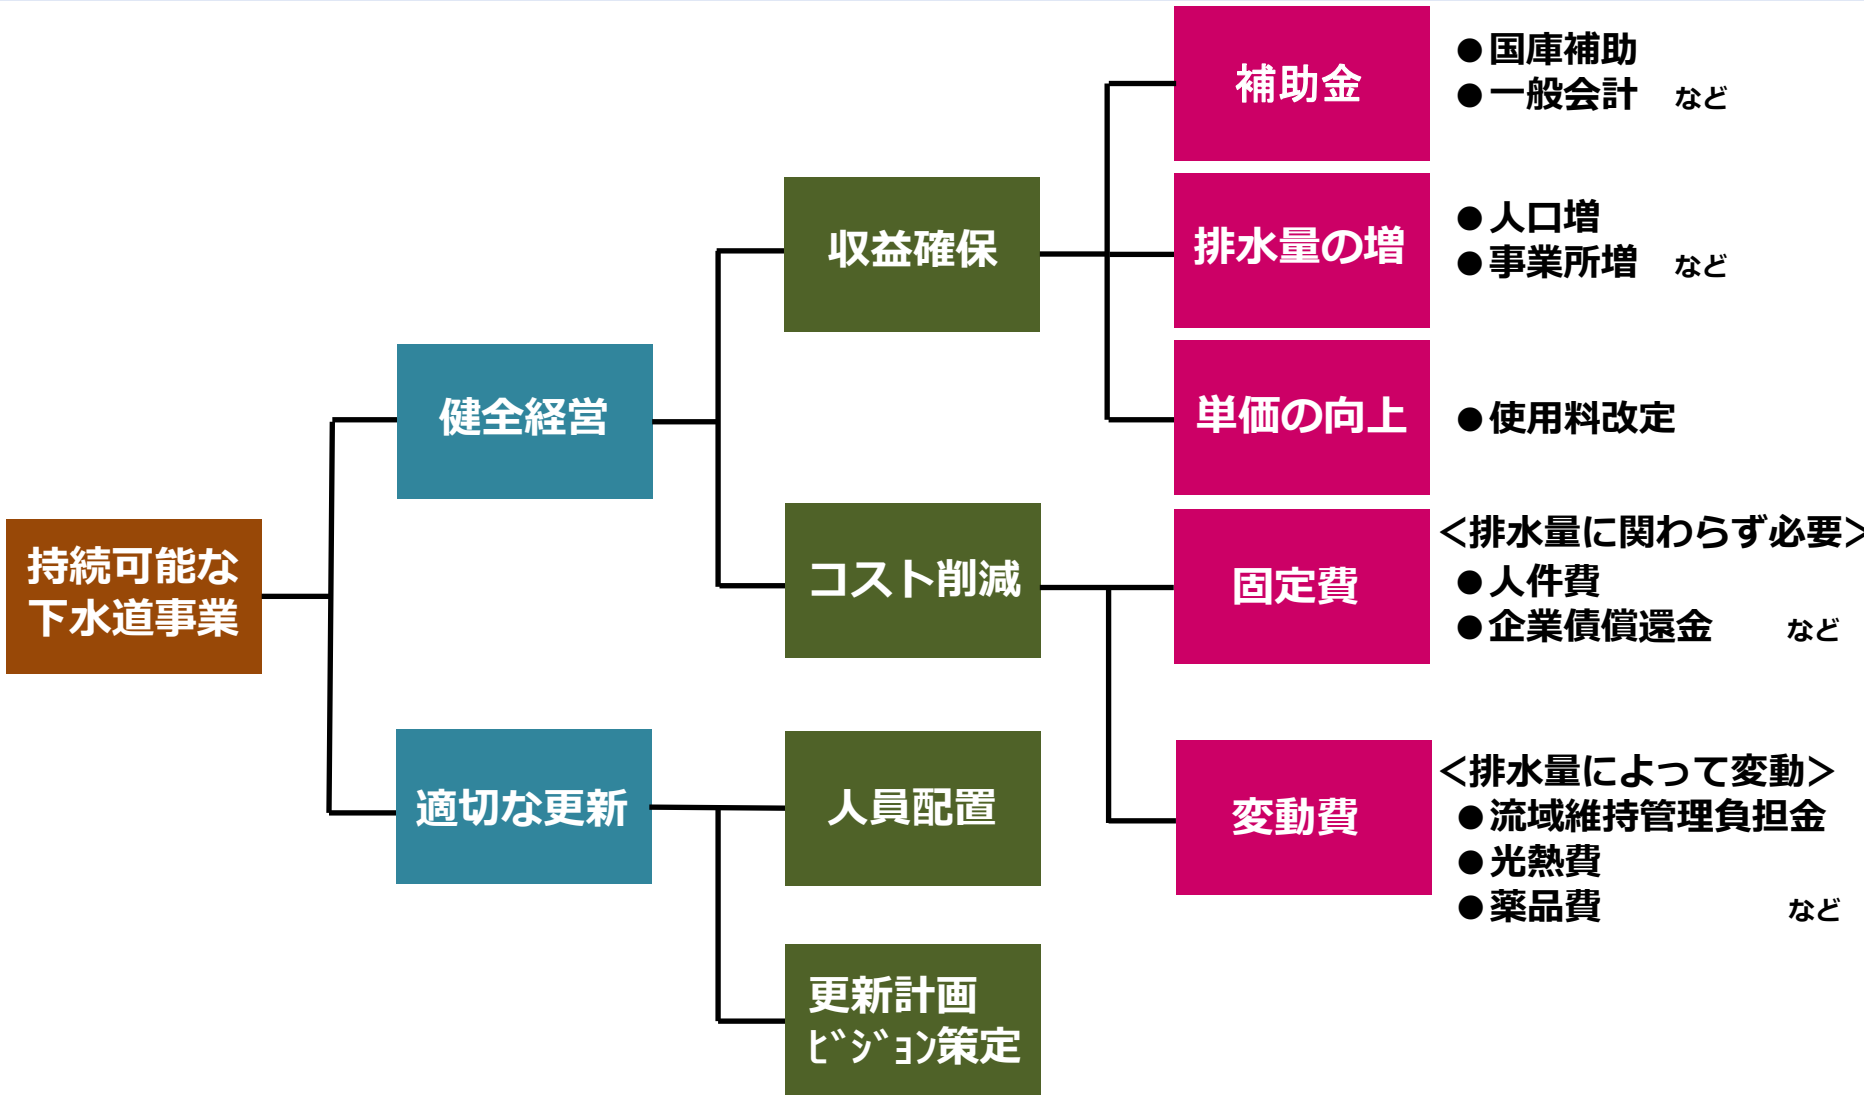 補助金
●国庫補助
●一般会計 など
収益確保
排水量の増
●人口増
●事業所増 など
健全経営
単価の向上
●使用料改定
持続可能な
下水道事業
コスト削減
固定費
<排水量に関わらず必要>
●人件費
●企業債償還金 など
適切な更新
人員配置
変動費
<排水量によって変動>
●流域維持管理負担金
●光熱費
●薬品費 など
更新計画
ﾋﾞｼﾞｮﾝ策定